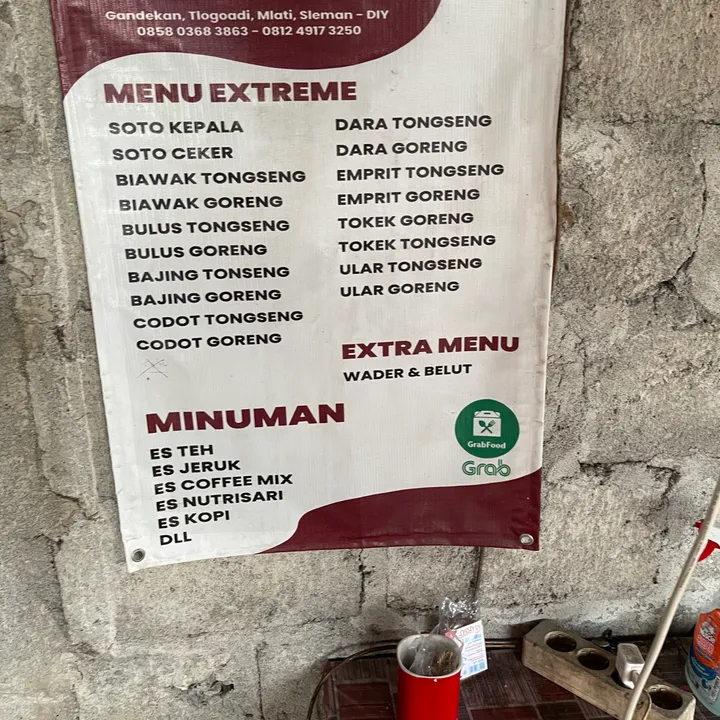 Gandekan, Tlogoadi, Mlati, Sleman - DIY
0858 0368 3863 - 0812 4917 3250
MENU EXTREME
SOTO KEPALA
SOTO CEKER
BIAWAK TONGSENG
BIAWAK GORENG
BULUS TONGSENG
BULUS GORENG
BAJING TONSENG
BAJING GORENG
CODOT TONGSENG
CODOT GORENG
DARA TONGSENG
DARA GORENG
EMPRIT TONGSENG
EMPRIT GORENG
TOKEK GORENG
TOKEK TONGSENG
ULAR TONGSENG
ULAR GORENG
EXTRA MENU
WADER & BELUT
MINUMAN
ES TEH
ES JERUK
ES COFFEE MIX
ES NUTRISARI
ES KOPI
DLL
GrabFood
Grab